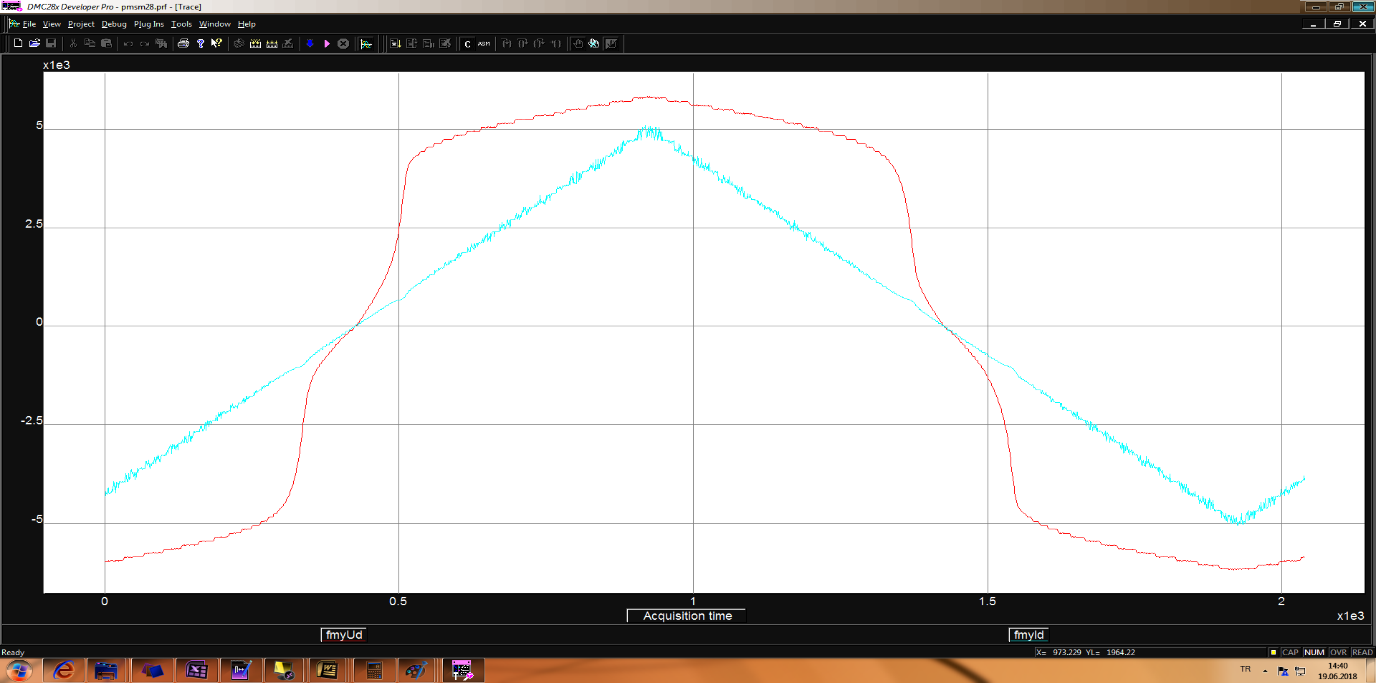 DMC28x Developer Pro - pmsm28.prf - [Trace]
File View Project Debug Plug Ins Tools Window Help
C ASM
x1e3
5
2.5
0
-2.5
-5
0 0.5 1 1.5 2
Acquisition time x1e3
fmyUd fmyId
Ready X= 973.229 YL= 1964.22 CAP NUM OVR READ
TR 14:40
19.06.2018